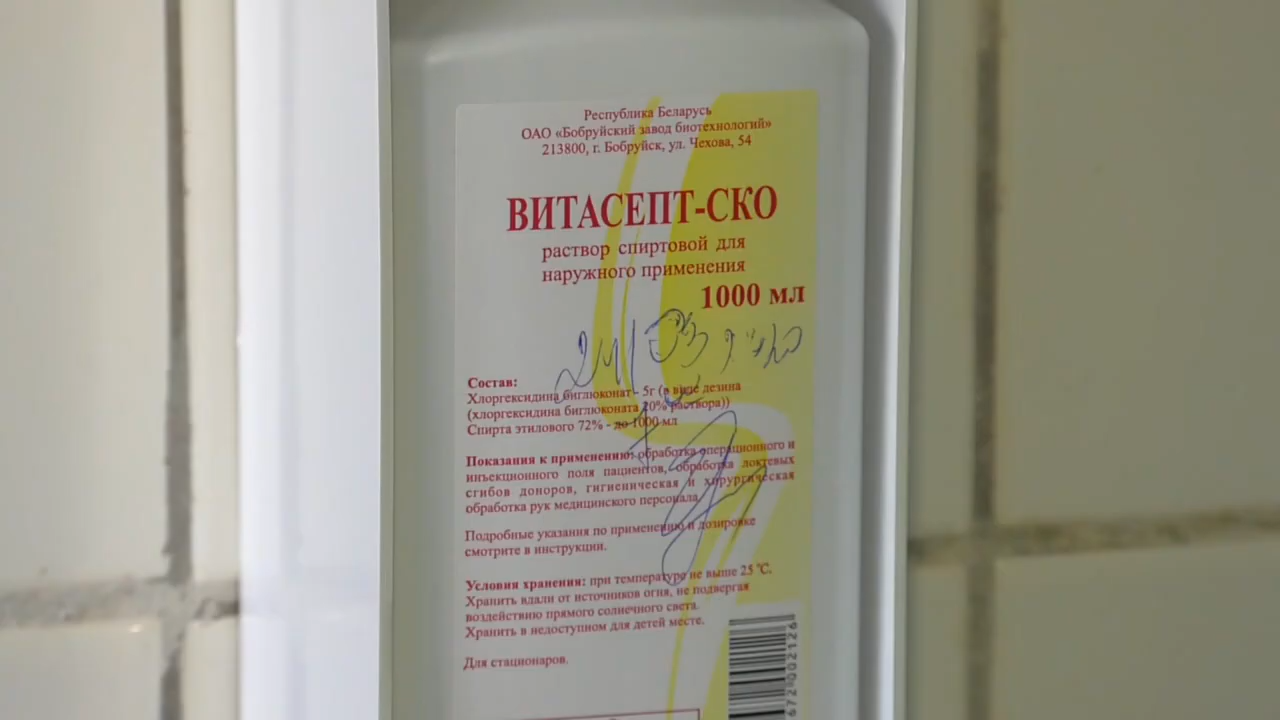 Республика Беларусь
ОАО «Бобруйский завод биотехнологий»
213800, г. Бобруйск, ул. Чехова, 54
ВИТАСЕПТ-СКО
раствор спиртовой для
наружного применения
1000 мл
Состав:
Хлоргексидина биглюконат - 5г (в виде дезина
(хлоргексидина биглюконата 20% раствора))
Спирта этилового 72% - до 1000 мл
Показания к применению: обработка операционного и
инъекционного поля пациентов, обработка локтевых
сгибов доноров, гигиеническая и хирургическая
обработка рук медицинского персонала
Подробные указания по применению и дозировке
смотрите в инструкции.
Условия хранения: при температуре не выше 25 °С.
Хранить вдали от источников огня, не подвергая
воздействию прямого солнечного света.
Хранить в недоступном для детей месте.
Для стационаров.
672002126